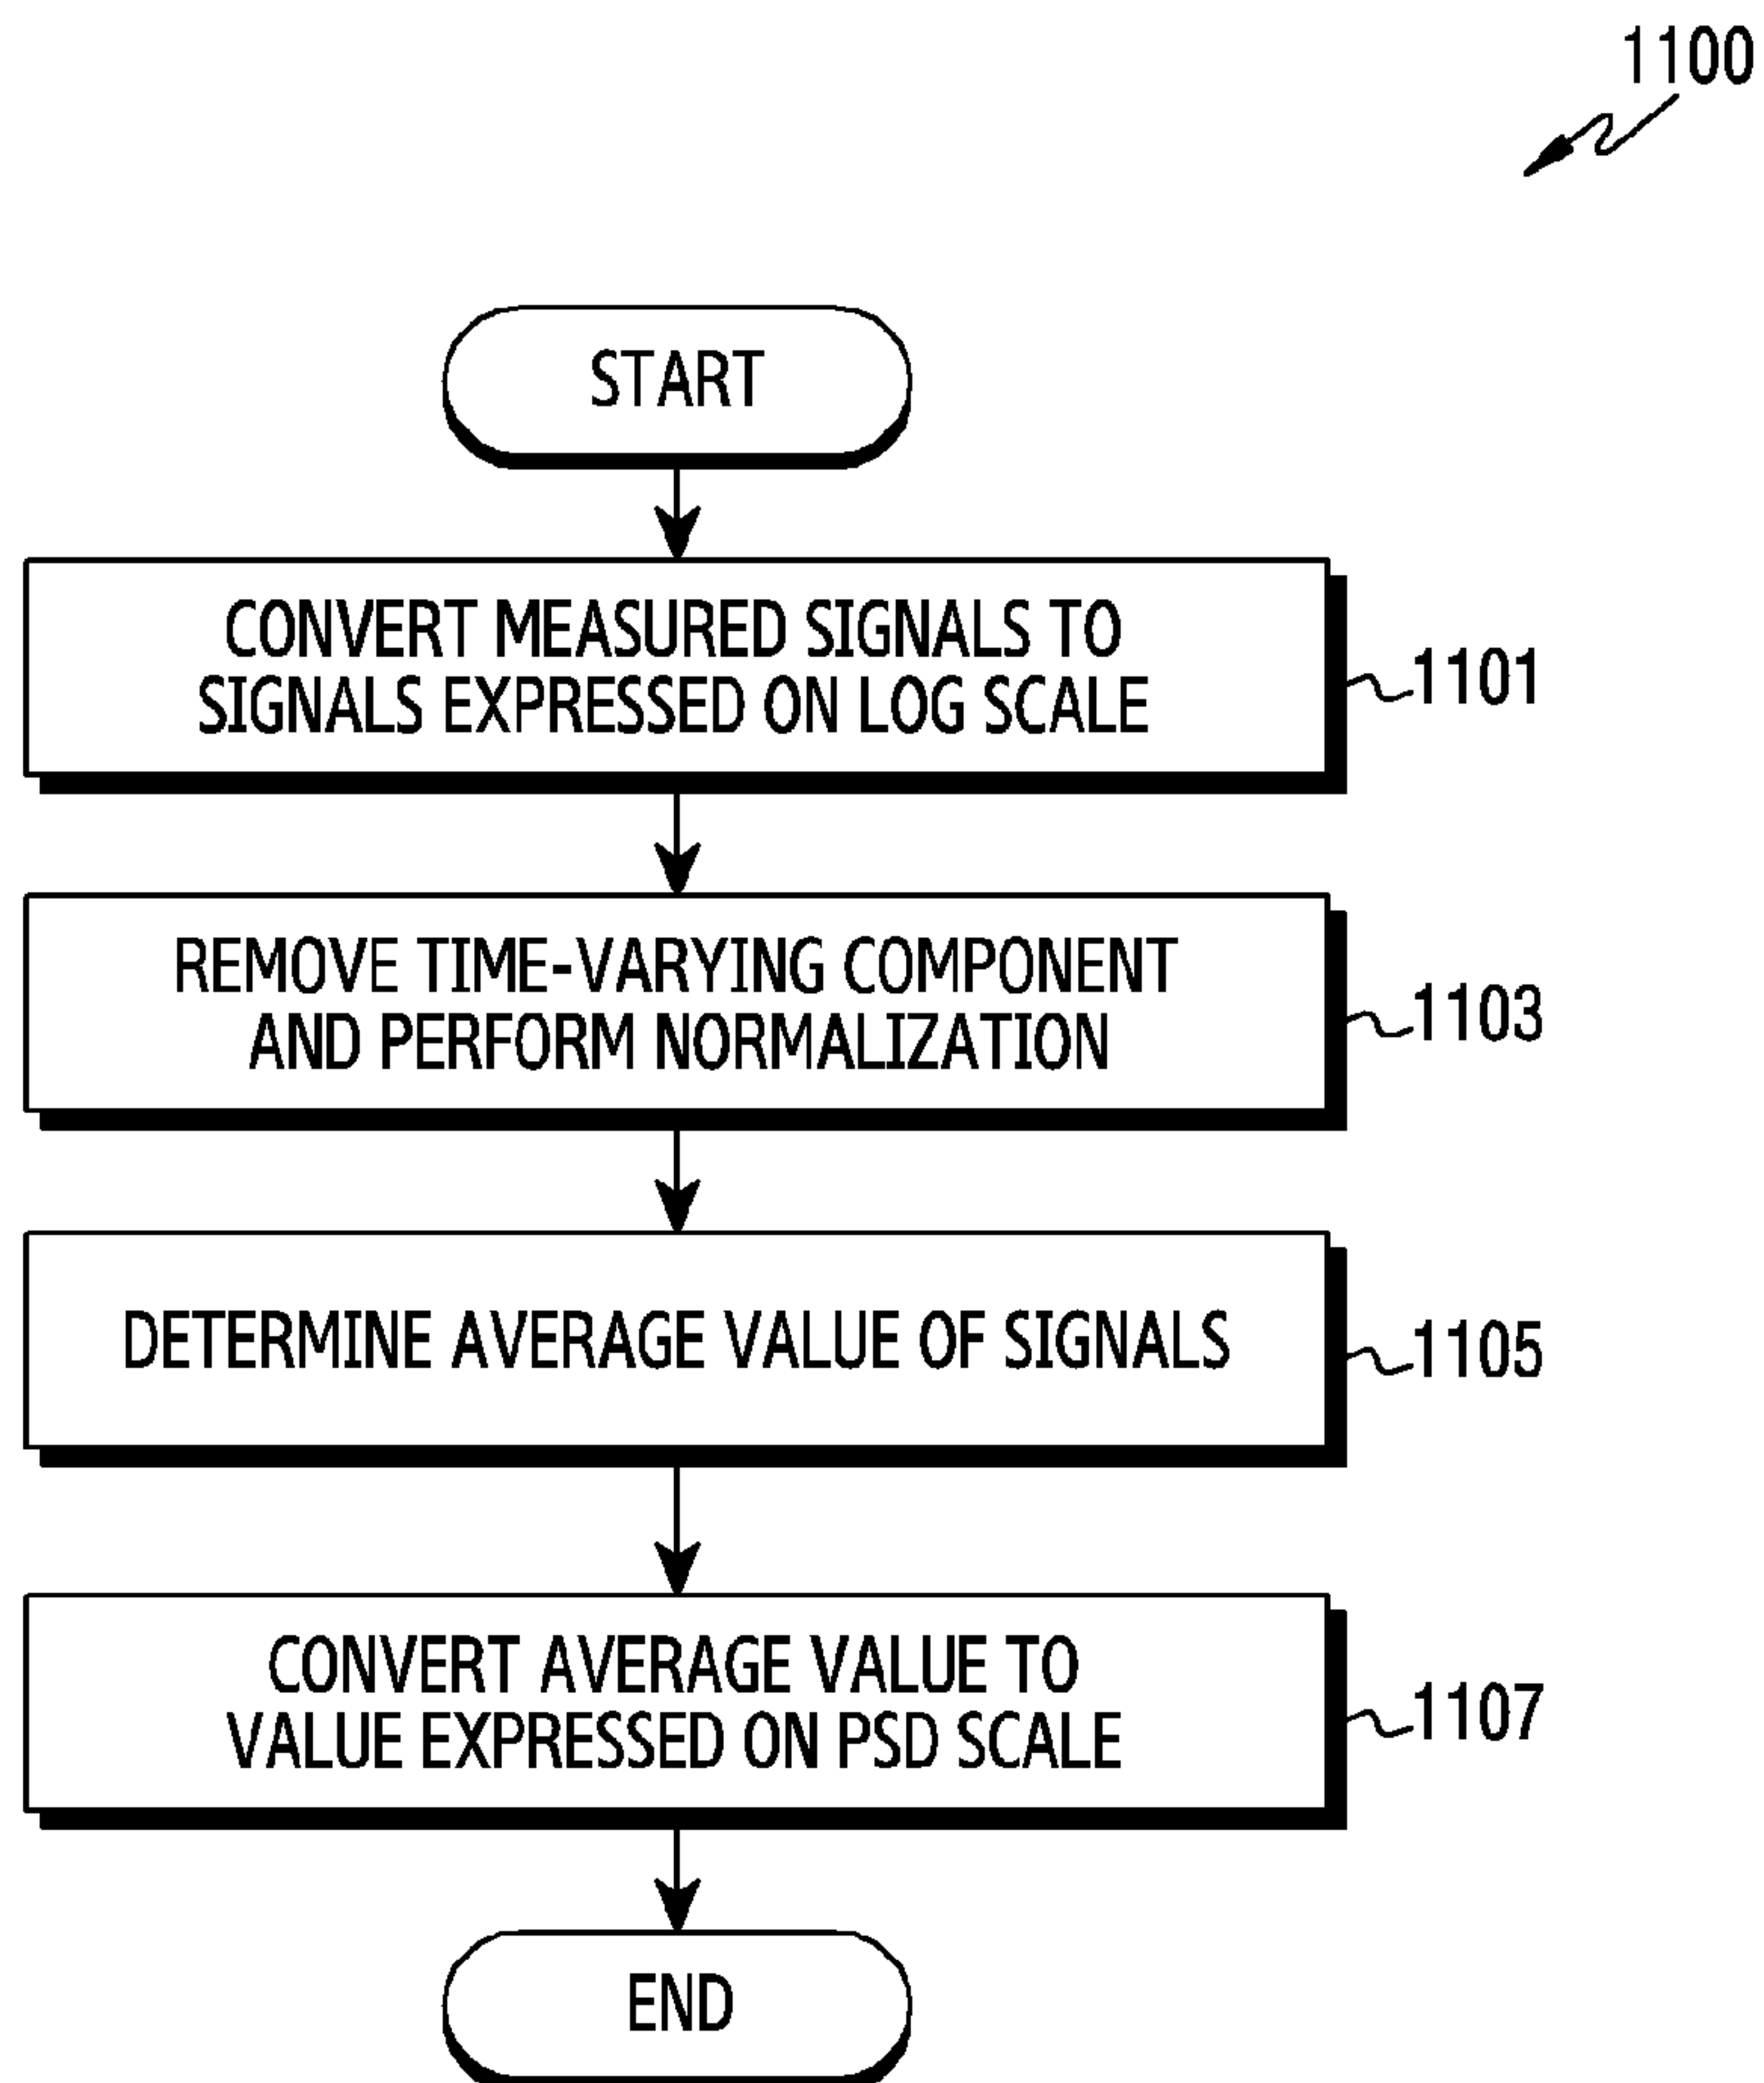 1100
START
CONVERT MEASURED SIGNALS TO
SIGNALS EXPRESSED ON LOG SCALE
1101
REMOVE TIME-VARYING COMPONENT
AND PERFORM NORMALIZATION
1103
DETERMINE AVERAGE VALUE OF SIGNALS
1105
CONVERT AVERAGE VALUE TO
VALUE EXPRESSED ON PSD SCALE
1107
END